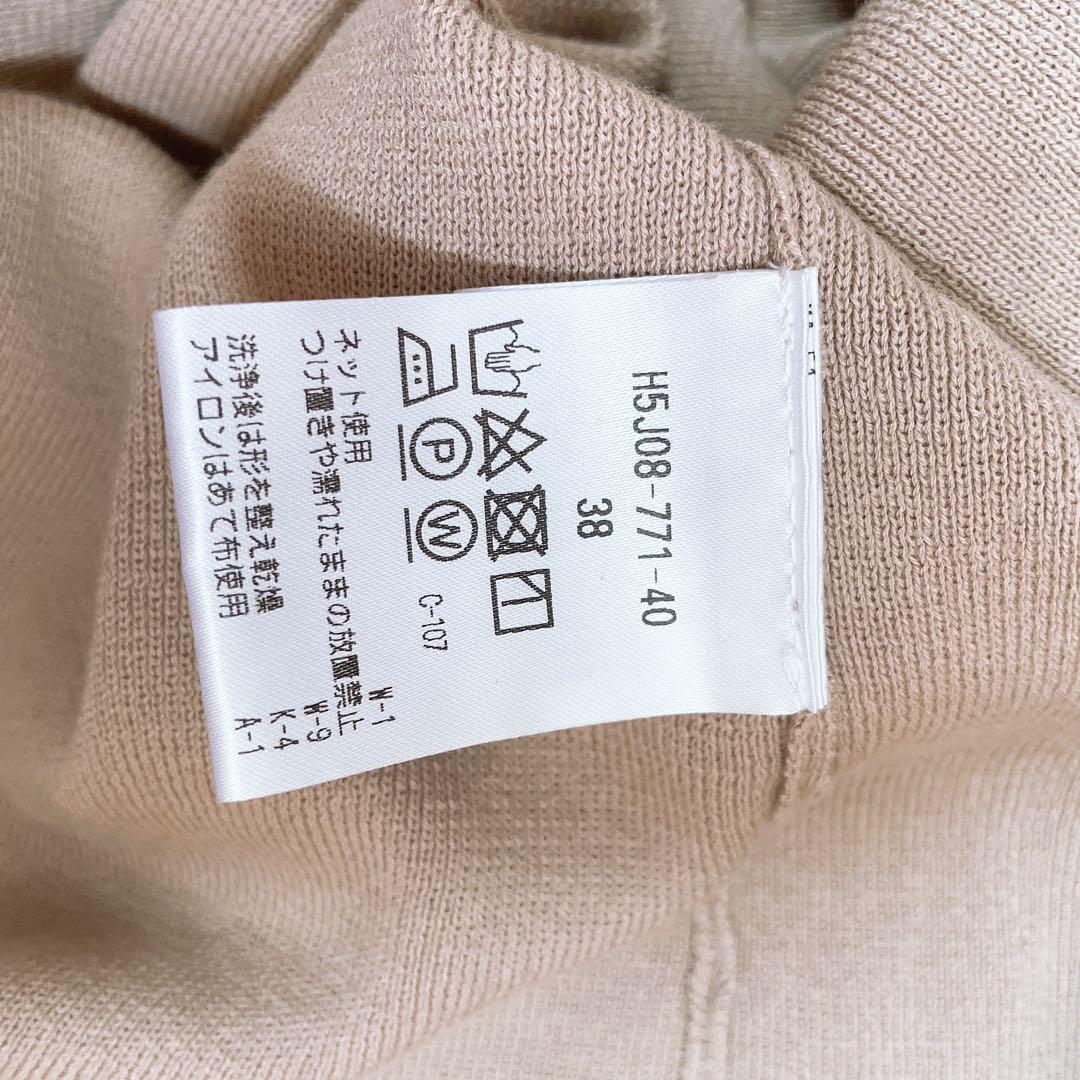 H5J08-771-40
38
P W C-107
ネット使用 W-1
つけ置きや濡れたままの放置禁止 W-9
洗浄後は形を整え乾燥 K-4
アイロンはあて布使用 A-1